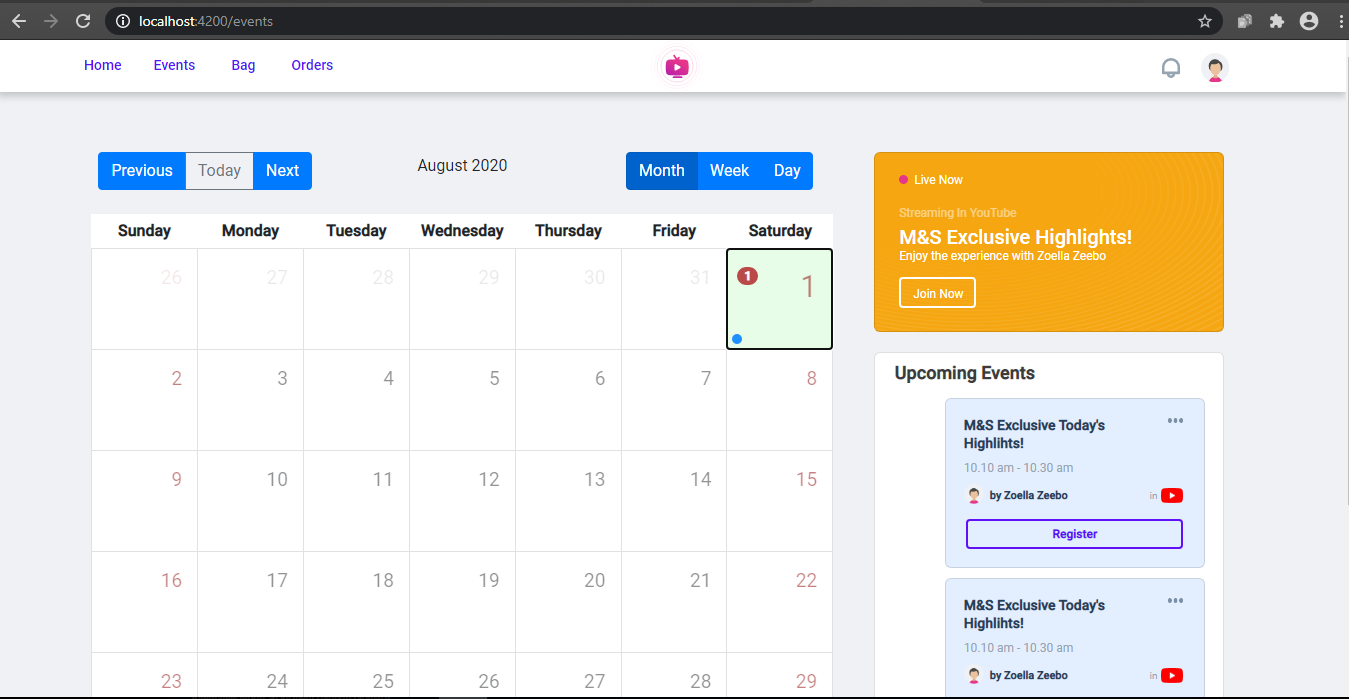 localhost:4200/events
Home Events Bag Orders
Previous Today Next
August 2020
Month Week Day
Sunday Monday Tuesday Wednesday Thursday Friday Saturday
26 27 28 29 30 31 1 1
2 3 4 5 6 7 8
9 10 11 12 13 14 15
16 17 18 19 20 21 22
23 24 25 26 27 28 29
Live Now
Streaming In YouTube
M&S Exclusive Highlights!
Enjoy the experience with Zoella Zeebo
Join Now
Upcoming Events
M&S Exclusive Today's
Highlihts!
10.10 am - 10.30 am
by Zoella Zeebo in
Register
M&S Exclusive Today's
Highlihts!
10.10 am - 10.30 am
by Zoella Zeebo in